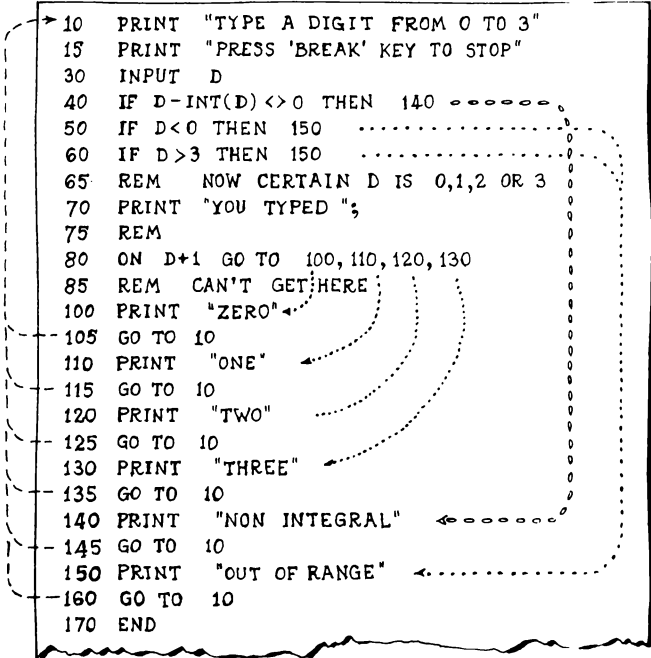 10 PRINT "TYPE A DIGIT FROM 0 TO 3"
15 PRINT "PRESS 'BREAK' KEY TO STOP"
30 INPUT D
40 IF D-INT(D)<>0 THEN 140
50 IF D<0 THEN 150
60 IF D>3 THEN 150
65 REM NOW CERTAIN D IS 0,1,2 OR 3
70 PRINT "YOU TYPED ";
75 REM
80 ON D+1 GO TO 100,110,120,130
85 REM CAN'T GET HERE
100 PRINT "ZERO"
105 GO TO 10
110 PRINT "ONE"
115 GO TO 10
120 PRINT "TWO"
125 GO TO 10
130 PRINT "THREE"
135 GO TO 10
140 PRINT "NON INTEGRAL"
145 GO TO 10
150 PRINT "OUT OF RANGE"
160 GO TO 10
170 END